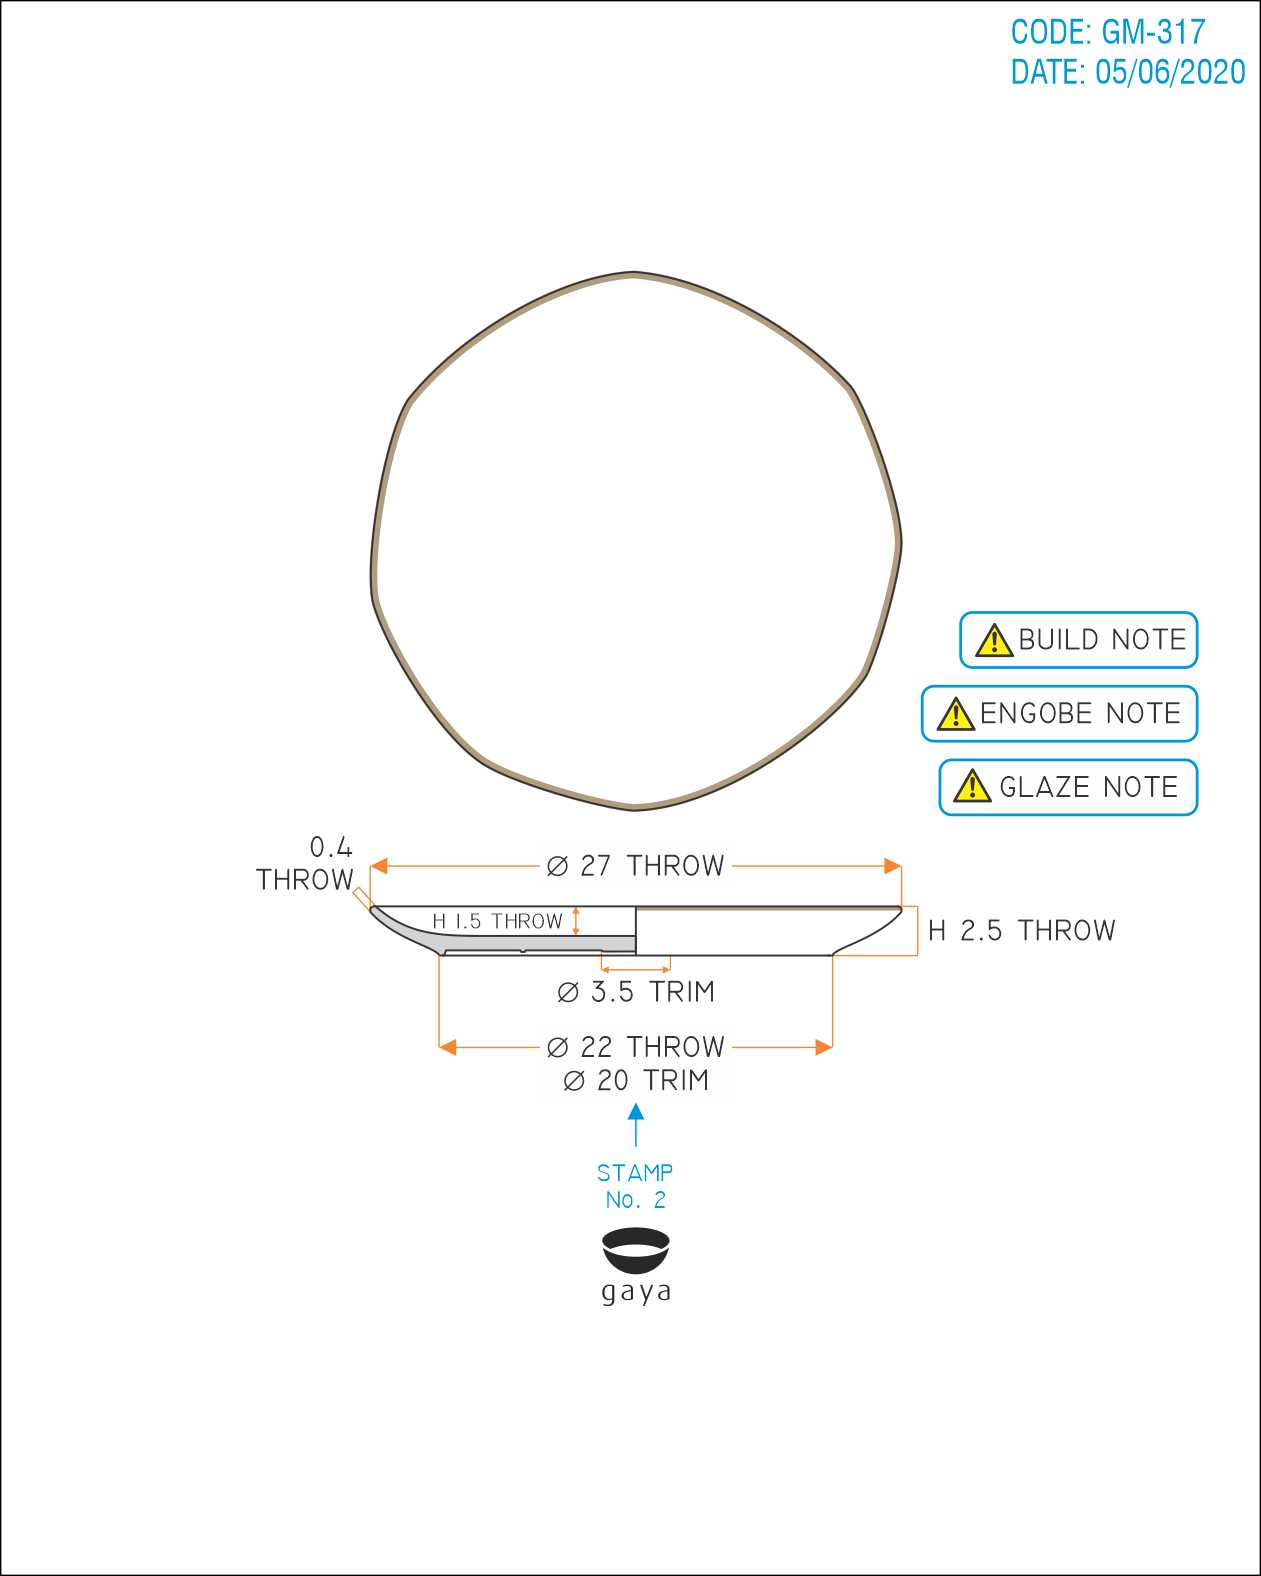 CODE: GM-317
DATE: 05/06/2020
BUILD NOTE
ENGOBE NOTE
GLAZE NOTE
0.4
THROW
Ø 27 THROW
H 1.5 THROW
H 2.5 THROW
Ø 3.5 TRIM
Ø 22 THROW
Ø 20 TRIM
STAMP
No. 2
gaya